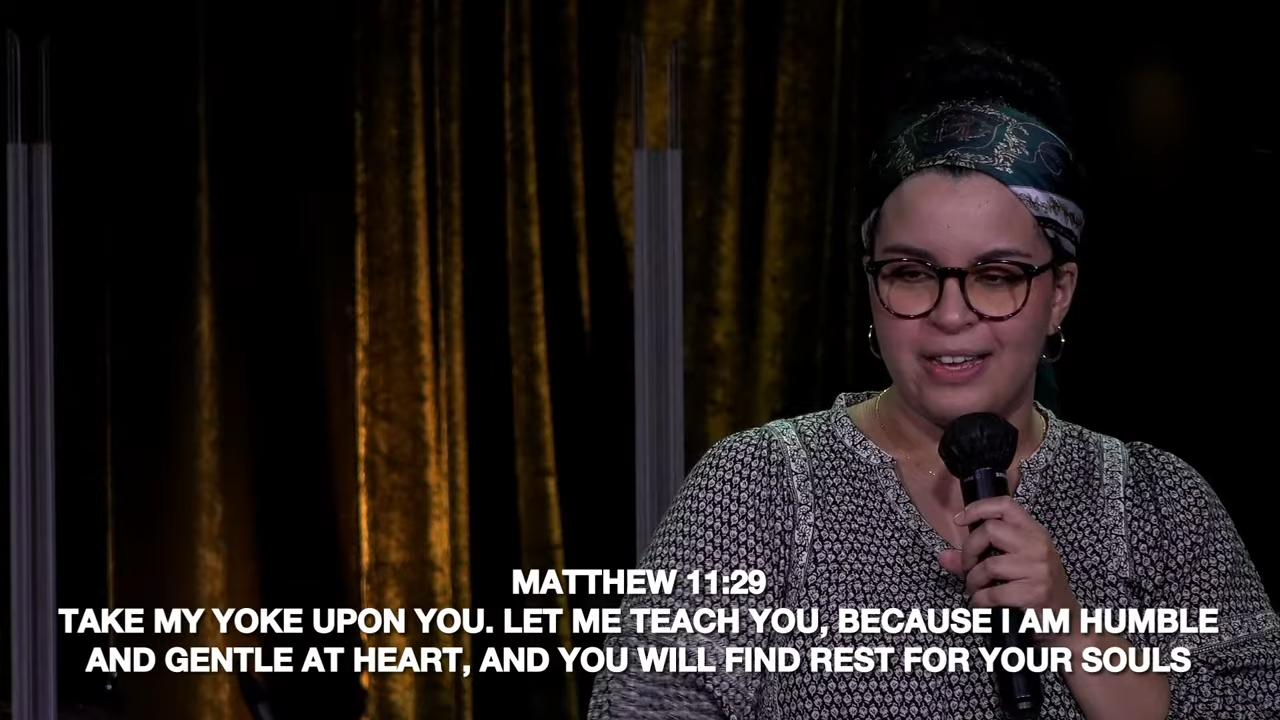 MATTHEW 11:29
TAKE MY YOKE UPON YOU. LET ME TEACH YOU, BECAUSE I AM HUMBLE
AND GENTLE AT HEART, AND YOU WILL FIND REST FOR YOUR SOULS